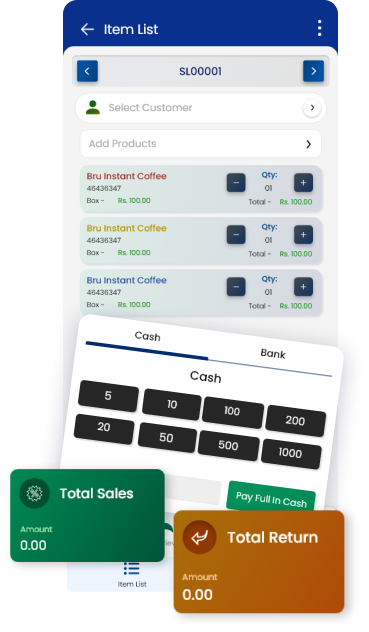 Item List
SL00001
Select Customer
Add Products
Bru Instant Coffee
Qty:
46436347
01
Box - Rs. 100.00
Total - Rs. 100.00
Bru Instant Coffee
Qty:
46436347
01
Box - Rs. 100.00
Total - Rs. 100.00
Bru Instant Coffee
Qty:
46436347
01
Box - Rs. 100.00
Total - Rs. 100.00
Cash
Bank
Cash
5 10 100 200
20 50 500 1000
Pay Full In Cash
Total Sales
Amount
0.00
Total Return
Amount
0.00
Item List